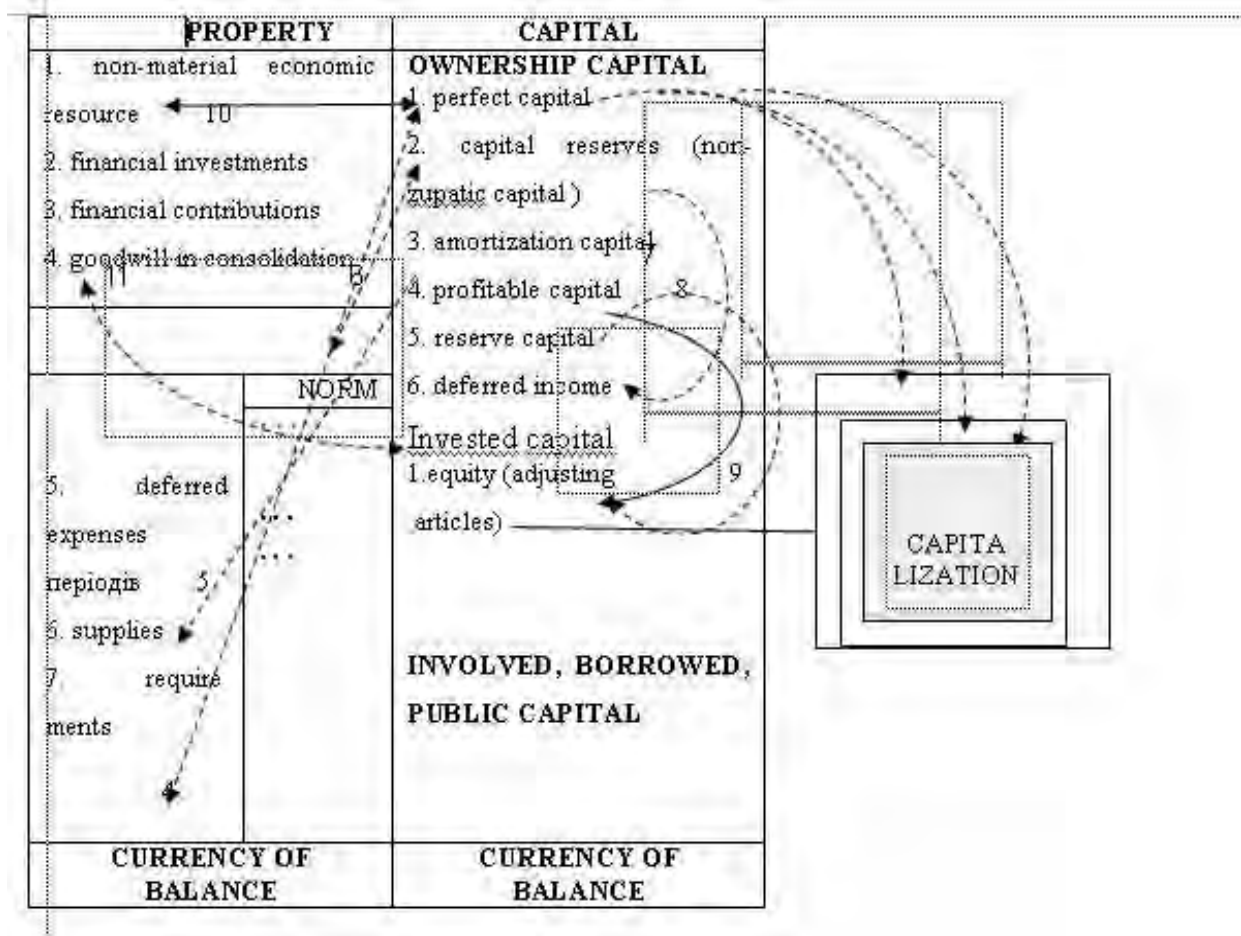 PROPERTY
1. non-material economic
resource 10
2. financial investments
3. financial contributions
4. goodwill in consolidation
11
NORM
...
...
...
5. deferred
expenses
періодів 5
6. supplies
7. require
ments
4
CURRENCY OF
BALANCE
CAPITAL
OWNERSHIP CAPITAL
1. perfect capital
2. capital reserves (non-
zupatic capital )
3. amortization capital
4. profitable capital 8
5. reserve capital
6. deferred income
Invested capital
1.equity (adjusting 9
articles)
INVOLVED, BORROWED,
PUBLIC CAPITAL
CURRENCY OF
BALANCE
CAPITA
LIZATION